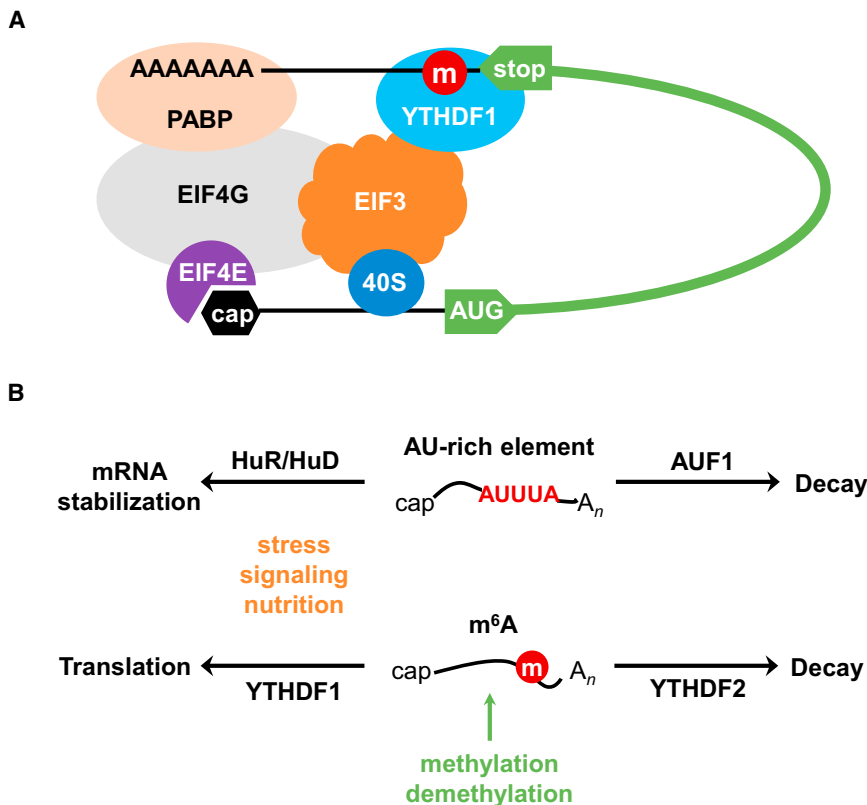 A
AAAAAAA
m
stop
PABP
YTHDF1
EIF4G
EIF3
EIF4E
40S
cap
AUG
B
HuR/HuD
AU-rich element
AUF1
mRNA
stabilization
cap
AUUUA
Aₙ
Decay
stress
signaling
nutrition
m⁶A
Translation
cap
m
Aₙ
Decay
YTHDF1
YTHDF2
methylation
demethylation